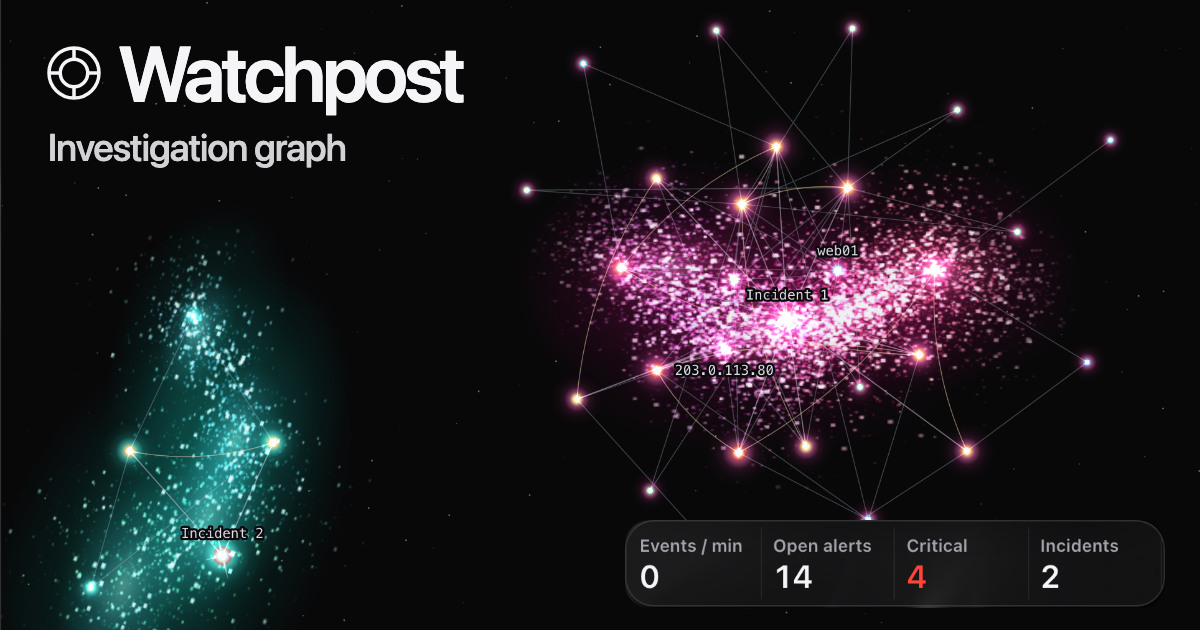 Watchpost
Investigation graph
web01
Incident 1
203.0.113.80
Incident 2
Events / min
0
Open alerts
14
Critical
4
Incidents
2